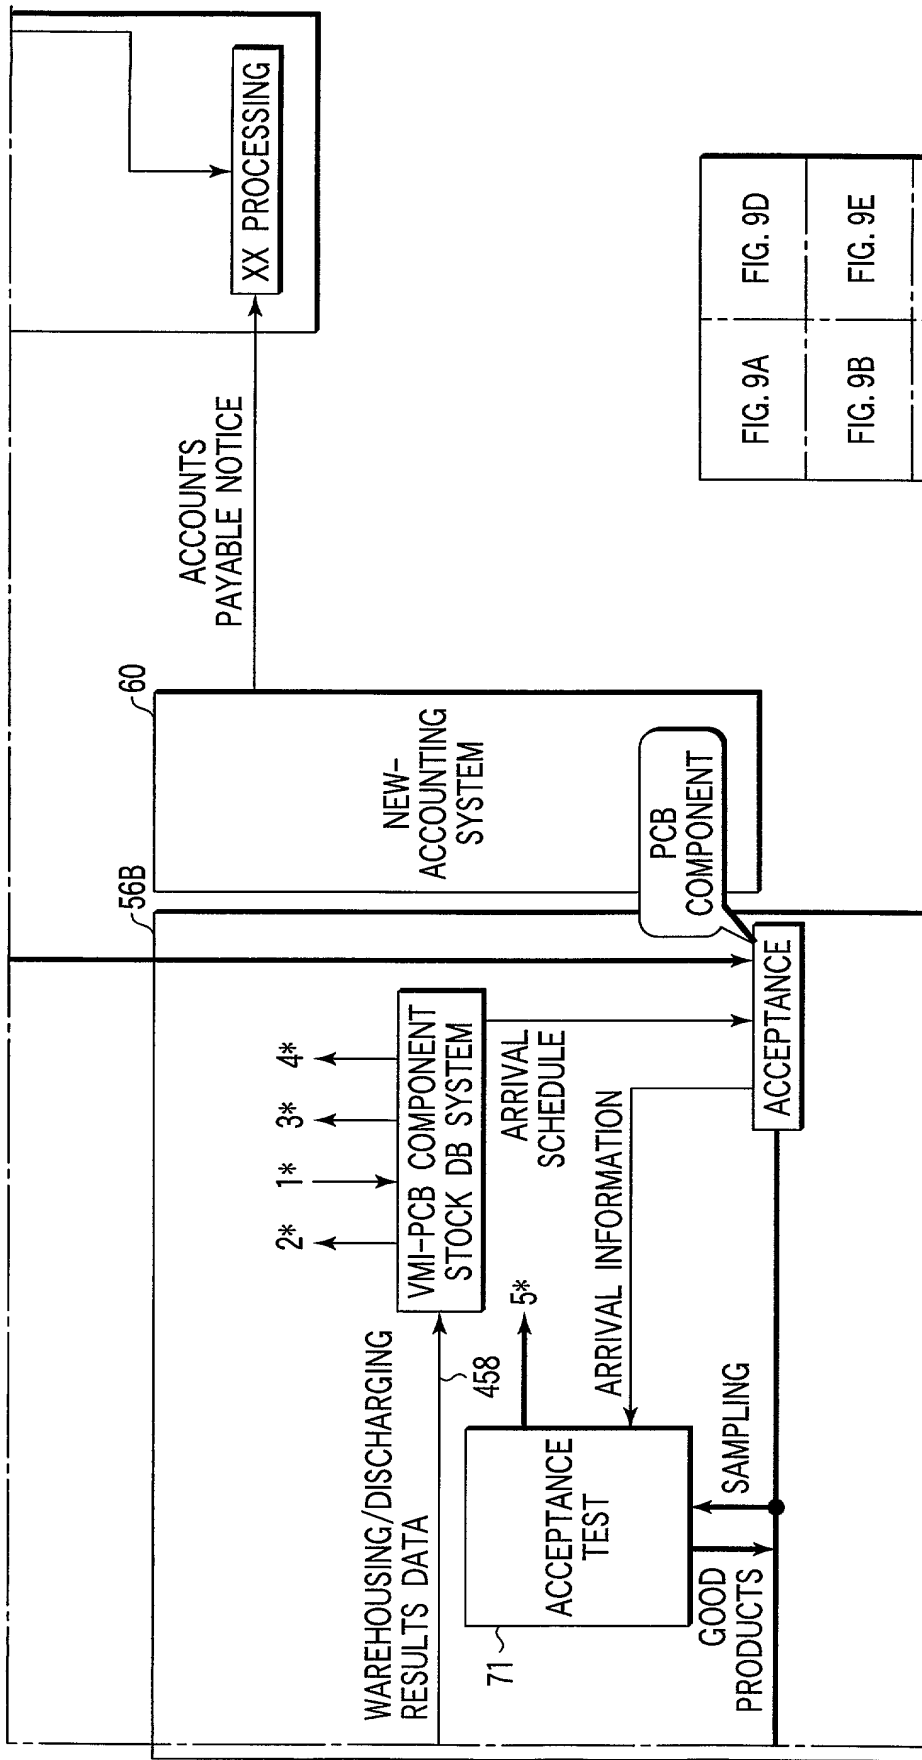 XX PROCESSING
ACCOUNTS
PAYABLE NOTICE
60
NEW-
ACCOUNTING
SYSTEM
56B
PCB
COMPONENT
ACCEPTANCE
2*
1*
3*
4*
VMI-PCB COMPONENT
STOCK DB SYSTEM
ARRIVAL
SCHEDULE
WAREHOUSING/DISCHARGING
RESULTS DATA
458
5*
ARRIVAL INFORMATION
71
ACCEPTANCE
TEST
SAMPLING
GOOD
PRODUCTS
FIG. 9A
FIG. 9D
FIG. 9B
FIG. 9E